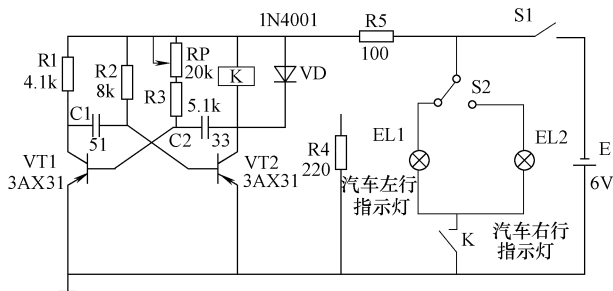 1N4001
R5
100
S1
R1
4.1k
R2
8k
RP
20k
K
VD
R3
5.1k
S2
C1
51
C2
33
EL1
EL2
R4
220
E
6V
VT1
3AX31
VT2
3AX31
汽车左行
指示灯
K
汽车右行
指示灯